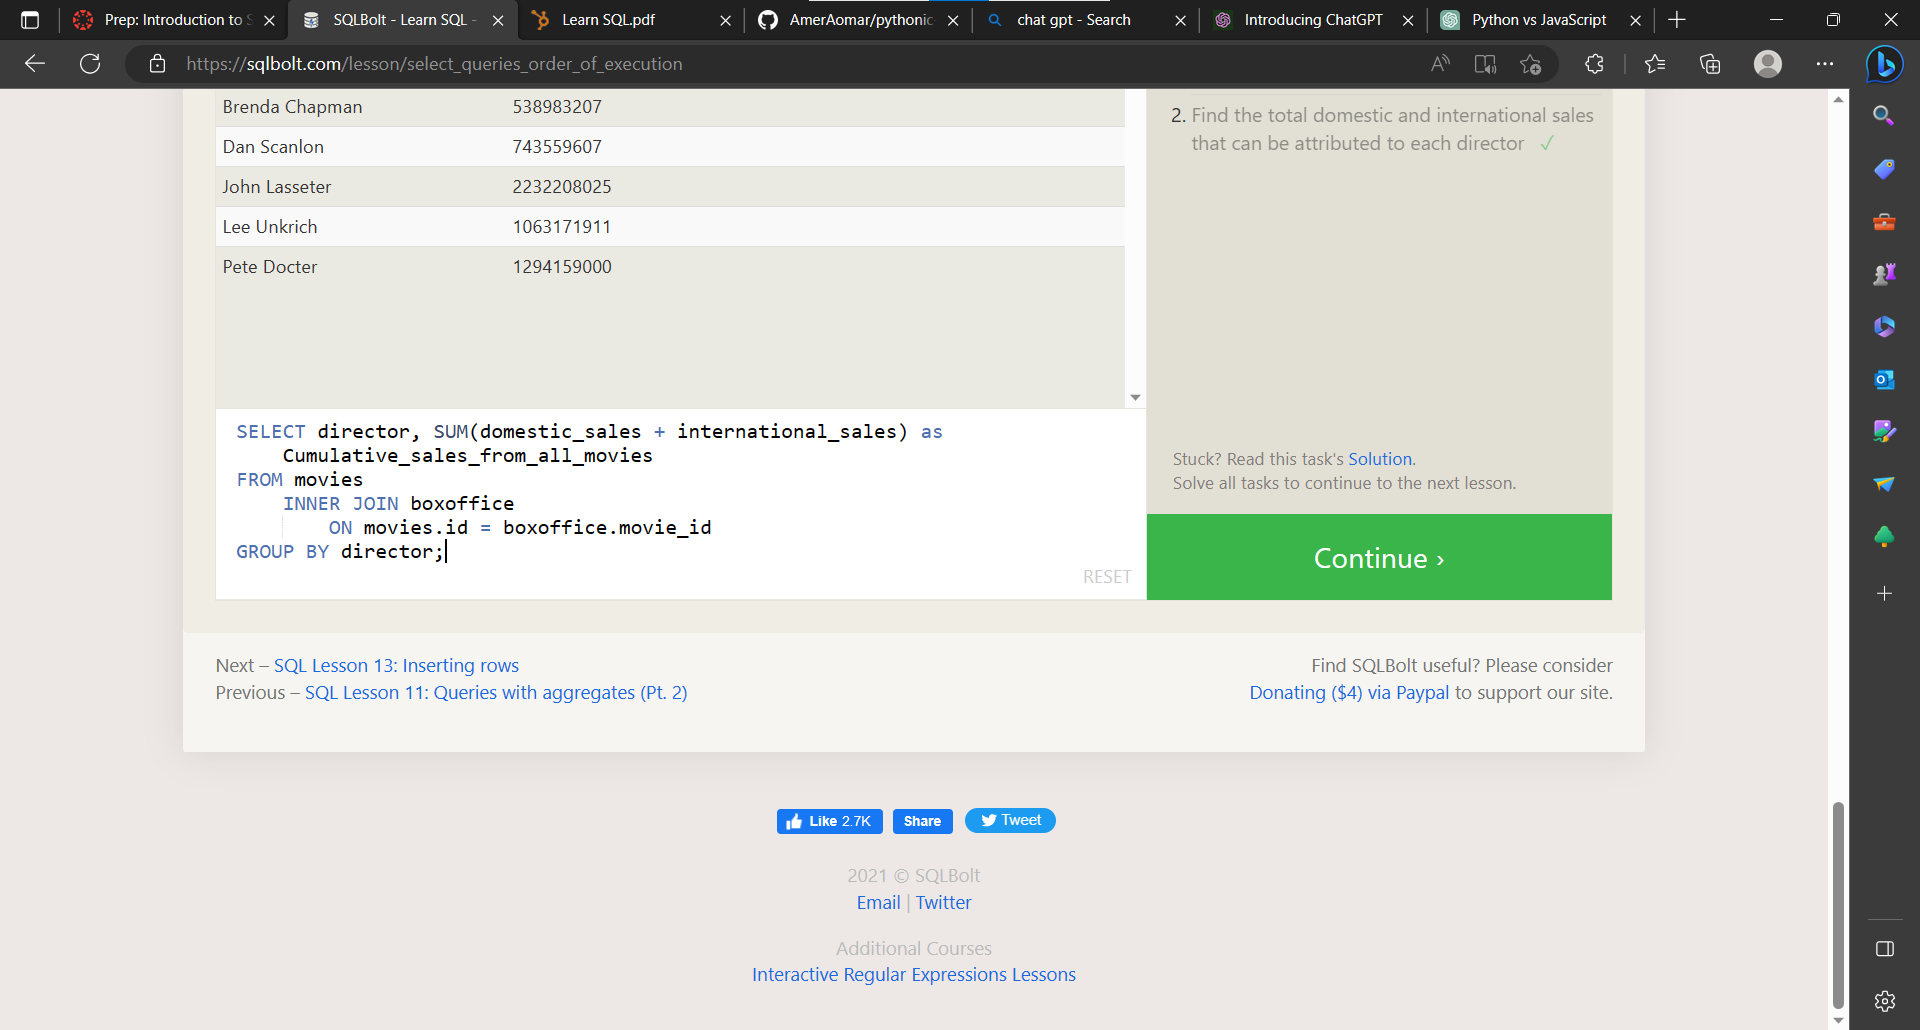 Prep: Introduction to S
SQLBolt - Learn SQL -
Learn SQL.pdf
AmerAomar/pythonic
chat gpt - Search
Introducing ChatGPT
Python vs JavaScript
https://sqlbolt.com/lesson/select_queries_order_of_execution
Brenda Chapman 538983207
Dan Scanlon 743559607
John Lasseter 2232208025
Lee Unkrich 1063171911
Pete Docter 1294159000
2. Find the total domestic and international sales
that can be attributed to each director ✓
SELECT director, SUM(domestic_sales + international_sales) as
Cumulative_sales_from_all_movies
FROM movies
INNER JOIN boxoffice
ON movies.id = boxoffice.movie_id
GROUP BY director;
RESET
Stuck? Read this task's Solution.
Solve all tasks to continue to the next lesson.
Continue ›
Next – SQL Lesson 13: Inserting rows
Previous – SQL Lesson 11: Queries with aggregates (Pt. 2)
Find SQLBolt useful? Please consider
Donating ($4) via Paypal to support our site.
Like 2.7K
Share
Tweet
2021 © SQLBolt
Email | Twitter
Additional Courses
Interactive Regular Expressions Lessons